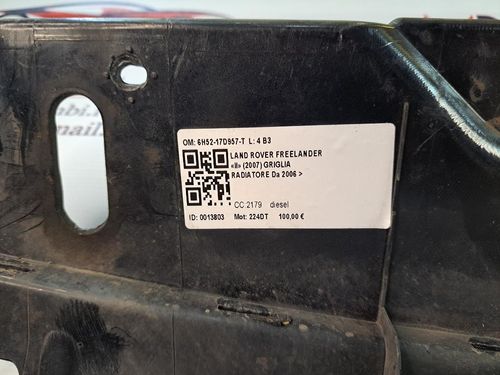 OM: 6H52-17D957-T L: 4 B3
LAND ROVER FREELANDER
«II» (2007) GRIGLIA
RADIATORE Da 2006 >
CC:2179 diesel
ID: 0013803 Mot: 224DT 100,00 €